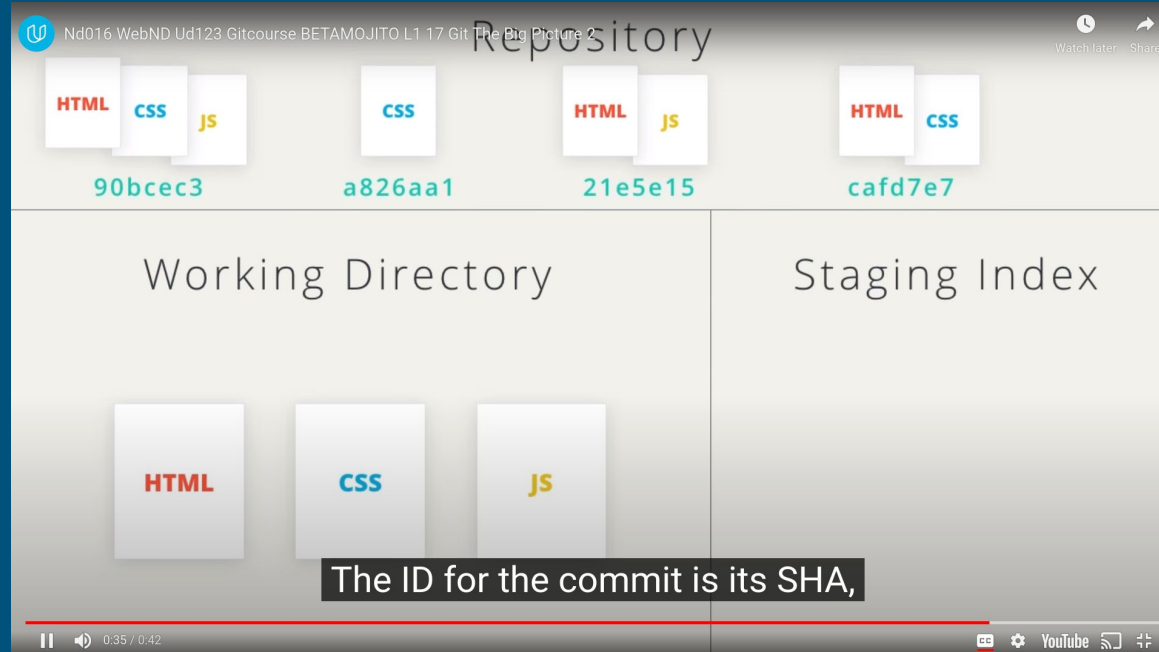 Nd016 WebND Ud123 Gitcourse BETAMOJITO L1 17 Git The Big Picture 2
Repository
Watch later
Share
HTML
CSS
JS
CSS
HTML
JS
HTML
CSS
90bcec3
a826aa1
21e5e15
cafd7e7
Working Directory
Staging Index
HTML
CSS
JS
The ID for the commit is its SHA,
0:35 / 0:42
CC
YouTube